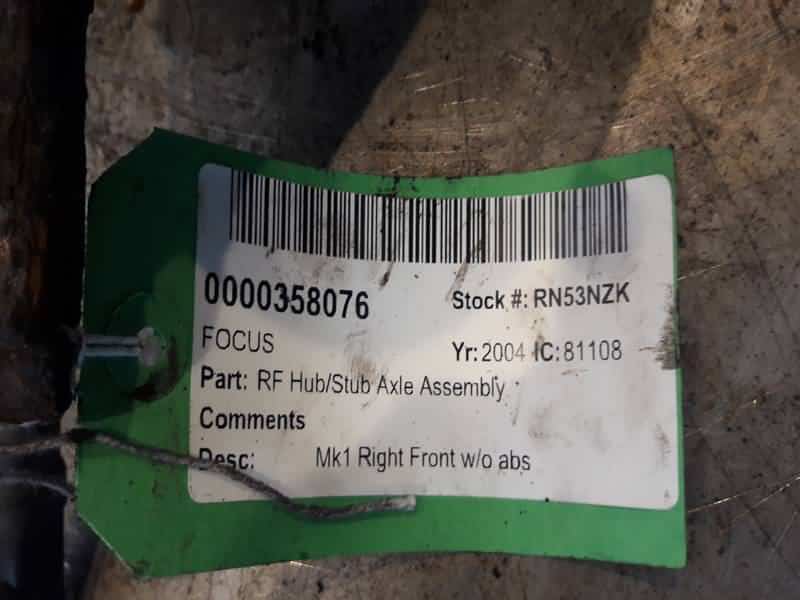 0000358076 Stock #: RN53NZK
FOCUS Yr: 2004 IC: 81108
Part: RF Hub/Stub Axle Assembly
Comments
Desc: Mk1 Right Front w/o abs